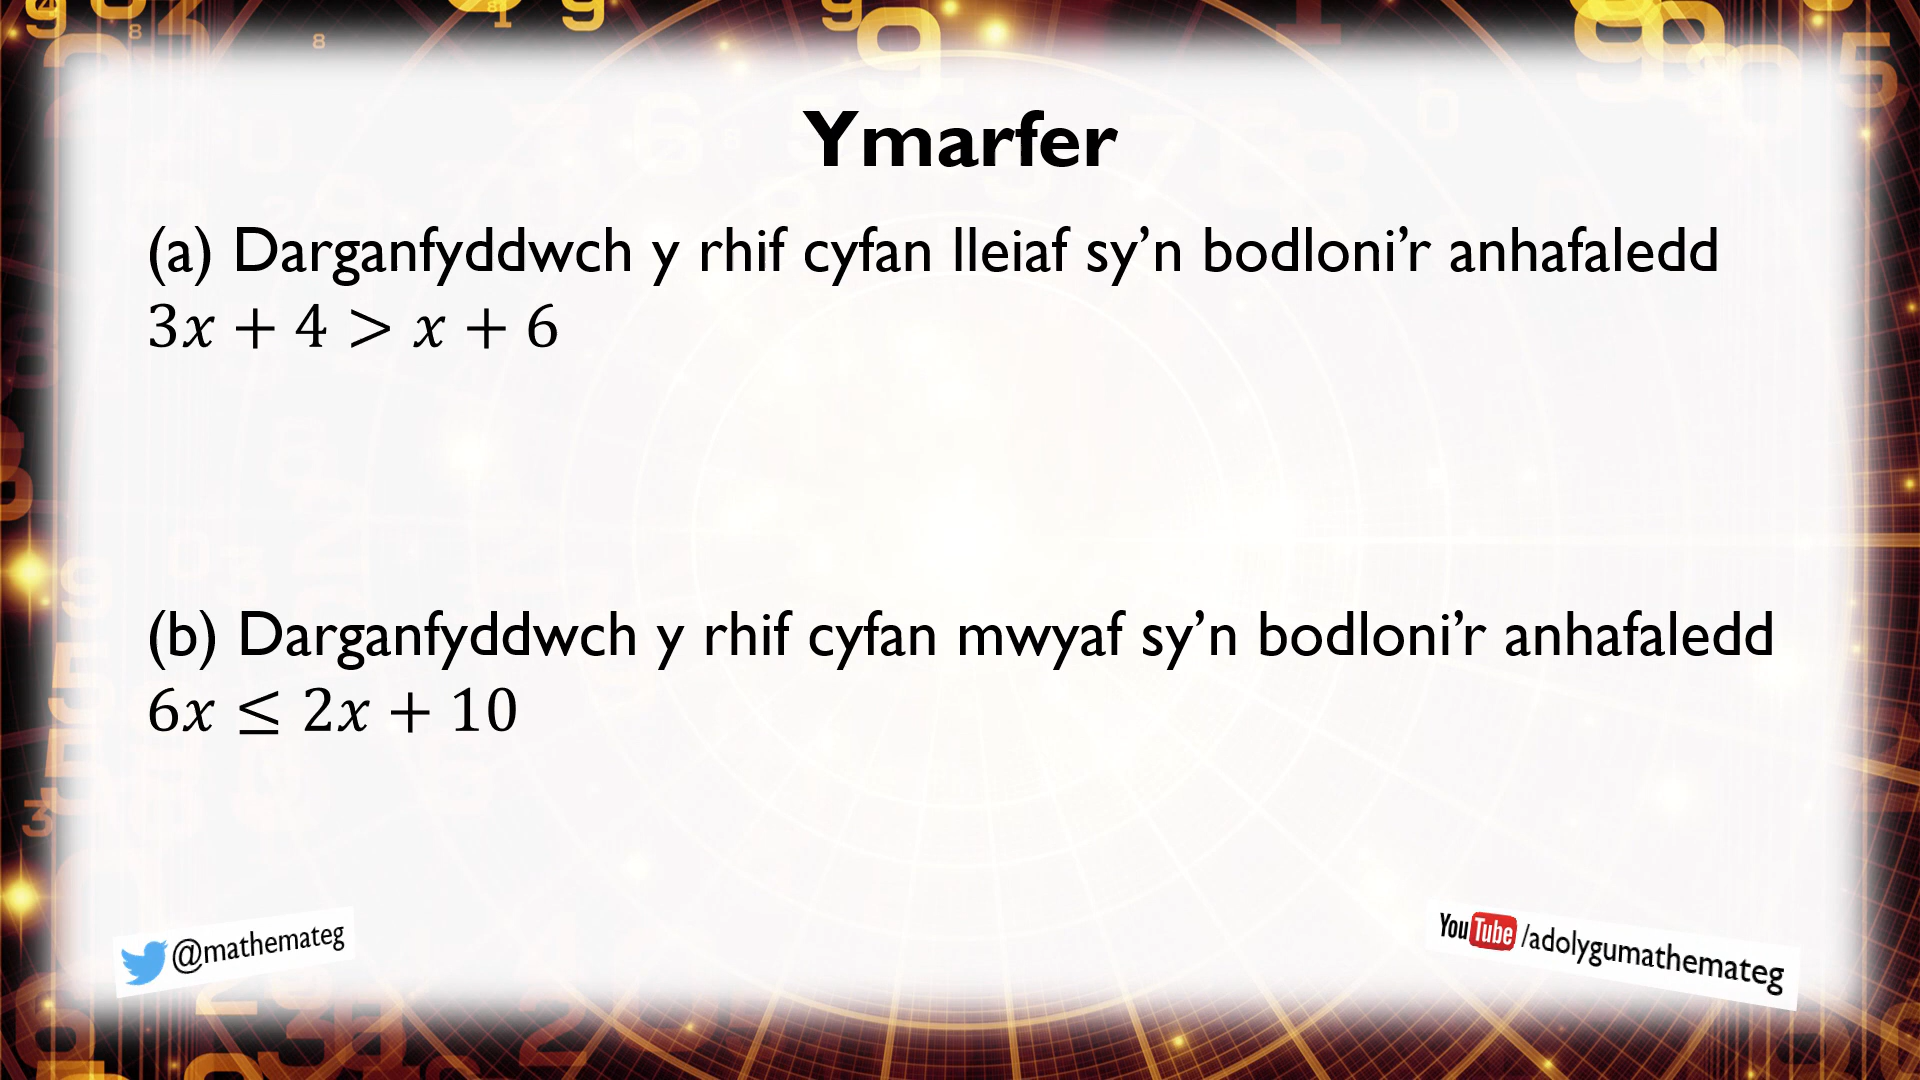 Ymarfer
(a) Darganfyddwch y rhif cyfan lleiaf sy’n bodloni’r anhafaledd
3x + 4 > x + 6
(b) Darganfyddwch y rhif cyfan mwyaf sy’n bodloni’r anhafaledd
6x ≤ 2x + 10
@mathemateg
YouTube /adolygumathemateg